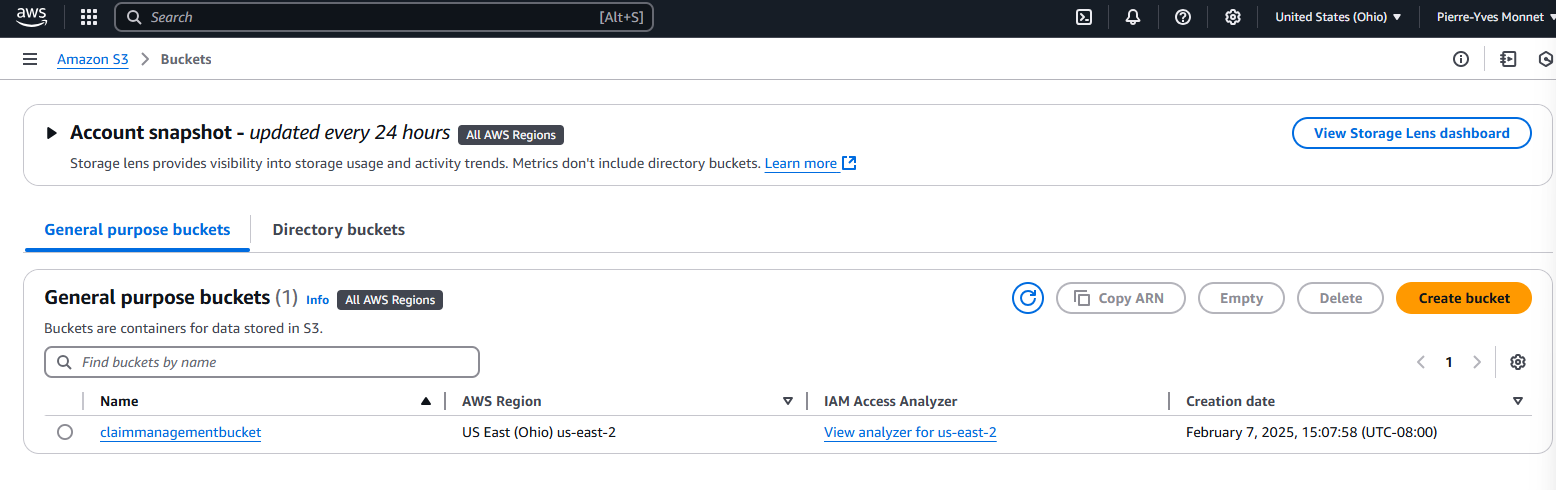 aws Search [Alt+S] United States (Ohio) Pierre-Yves Monnet
Amazon S3 Buckets
Account snapshot - updated every 24 hours All AWS Regions View Storage Lens dashboard
Storage lens provides visibility into storage usage and activity trends. Metrics don't include directory buckets. Learn more
General purpose buckets Directory buckets
General purpose buckets (1) Info All AWS Regions Copy ARN Empty Delete Create bucket
Buckets are containers for data stored in S3.
Find buckets by name 1
Name AWS Region IAM Access Analyzer Creation date
claimmanagementbucket US East (Ohio) us-east-2 View analyzer for us-east-2 February 7, 2025, 15:07:58 (UTC-08:00)